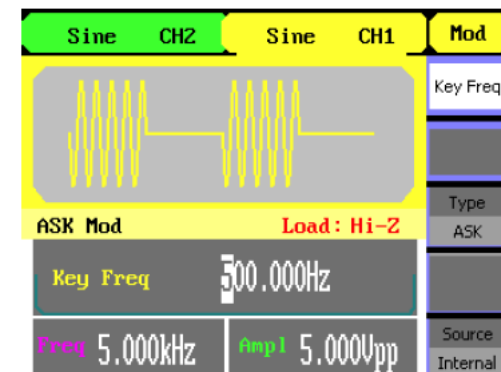 Sine CH2 Sine CH1 Mod
Key Freq
ASK Mod Load: Hi-Z
Type
ASK
Key Freq 500.000Hz
Freq 5.000kHz Ampl 5.000Vpp
Source
Internal